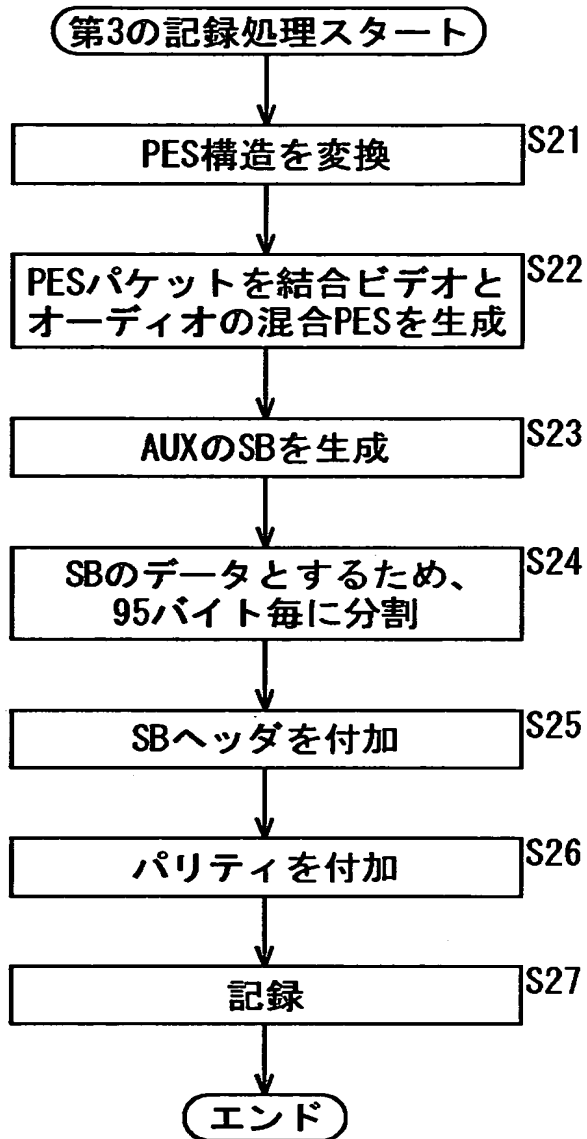 第3の記録処理スタート
S21
PES構造を変換
S22
PESパケットを結合ビデオと
オーディオの混合PESを生成
S23
AUXのSBを生成
S24
SBのデータとするため、
95バイト毎に分割
S25
SBヘッダを付加
S26
パリティを付加
S27
記録
エンド